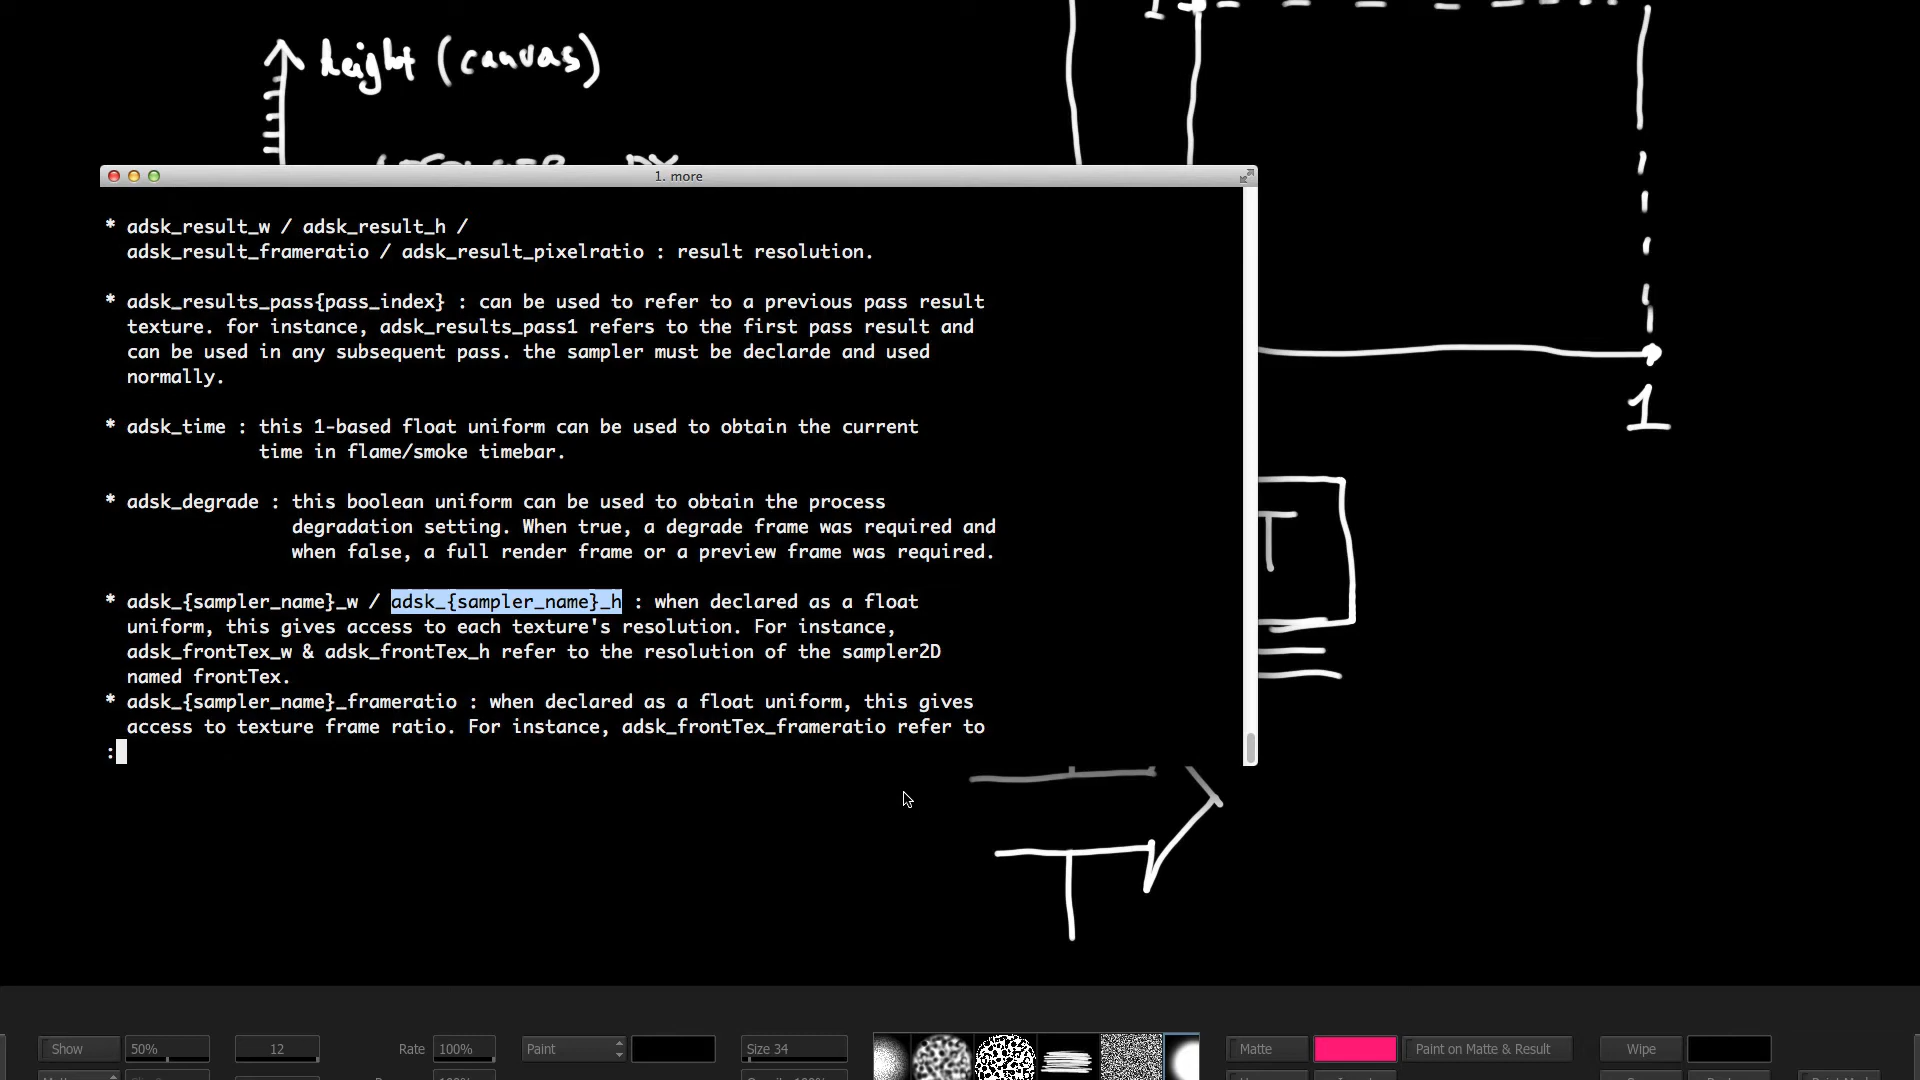 1
height (canvas)
1. more
* adsk_result_w / adsk_result_h /
adsk_result_frameratio / adsk_result_pixelratio : result resolution.
* adsk_results_pass{pass_index} : can be used to refer to a previous pass result
texture. for instance, adsk_results_pass1 refers to the first pass result and
can be used in any subsequent pass. the sampler must be declarde and used
normally.
* adsk_time : this 1-based float uniform can be used to obtain the current
time in flame/smoke timebar.
* adsk_degrade : this boolean uniform can be used to obtain the process
degradation setting. When true, a degrade frame was required and
when false, a full render frame or a preview frame was required.
* adsk_{sampler_name}_w / adsk_{sampler_name}_h : when declared as a float
uniform, this gives access to each texture's resolution. For instance,
adsk_frontTex_w & adsk_frontTex_h refer to the resolution of the sampler2D
named frontTex.
* adsk_{sampler_name}_frameratio : when declared as a float uniform, this gives
access to texture frame ratio. For instance, adsk_frontTex_frameratio refer to
:
1
T
Show 50% 12 Rate 100% Paint Size 34 Matte Paint on Matte & Result Wipe